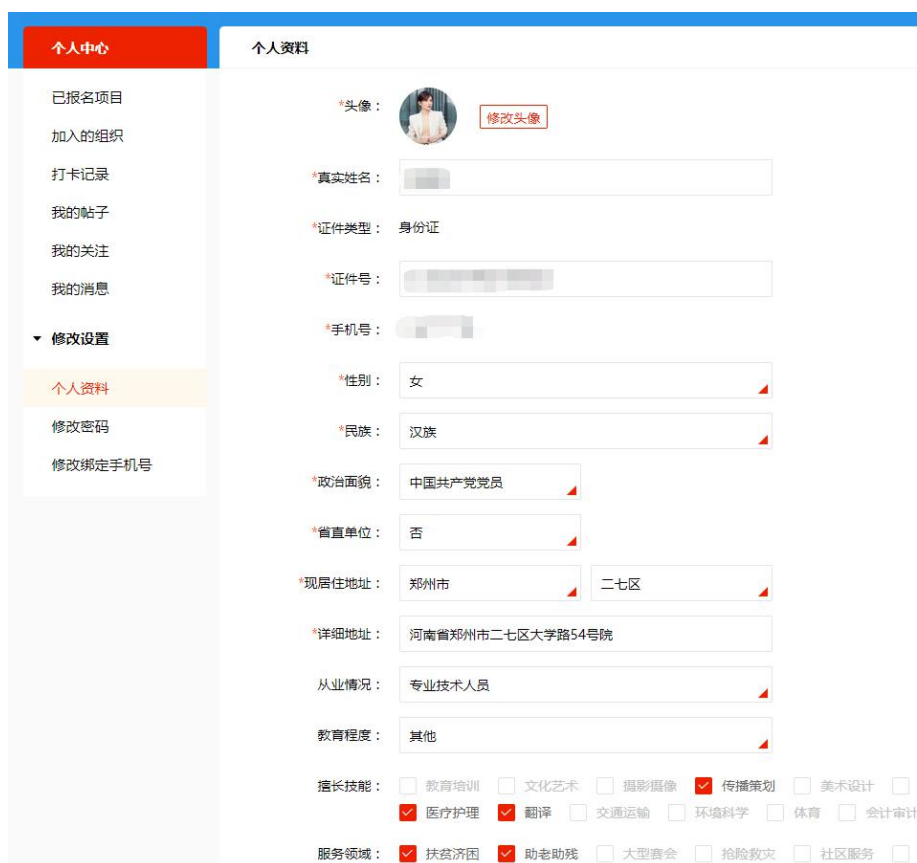 个人中心
个人资料
已报名项目
加入的组织
打卡记录
我的帖子
我的关注
我的消息
修改设置
个人资料
修改密码
修改绑定手机号
*头像：
修改头像
*真实姓名：
*证件类型： 身份证
*证件号：
*手机号：
*性别： 女
*民族： 汉族
*政治面貌： 中国共产党党员
*省直单位： 否
*现居住地址： 郑州市 二七区
*详细地址： 河南省郑州市二七区大学路54号院
从业情况： 专业技术人员
教育程度： 其他
擅长技能： 教育培训 文化艺术 摄影摄像 传播策划 美术设计
医疗护理 翻译 交通运输 环境科学 体育 会计审计
服务领域： 扶贫济困 助老助残 大型赛会 抢险救灾 社区服务